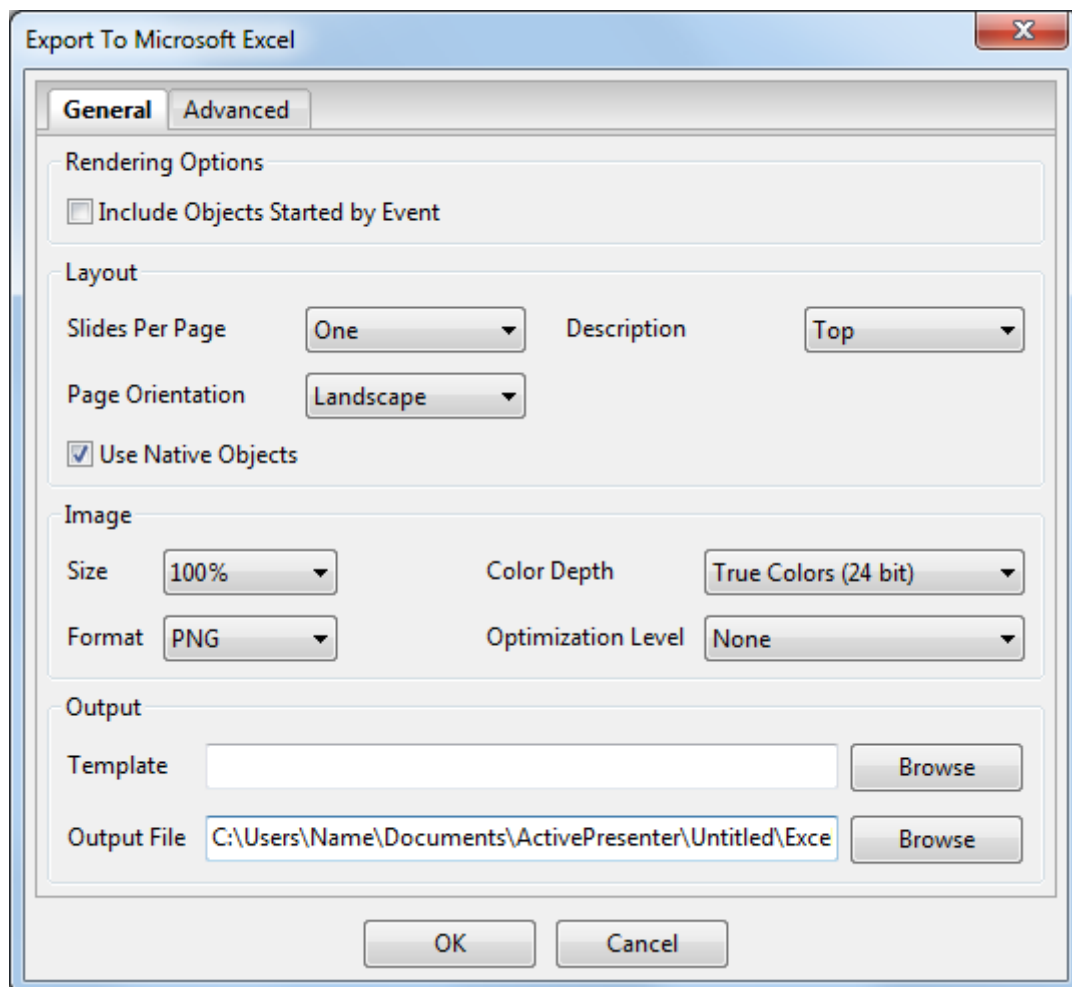 Export To Microsoft Excel
General Advanced
Rendering Options
Include Objects Started by Event
Layout
Slides Per Page One Description Top
Page Orientation Landscape
Use Native Objects
Image
Size 100% Color Depth True Colors (24 bit)
Format PNG Optimization Level None
Output
Template Browse
Output File C:\Users\Name\Documents\ActivePresenter\Untitled\Exce Browse
OK Cancel